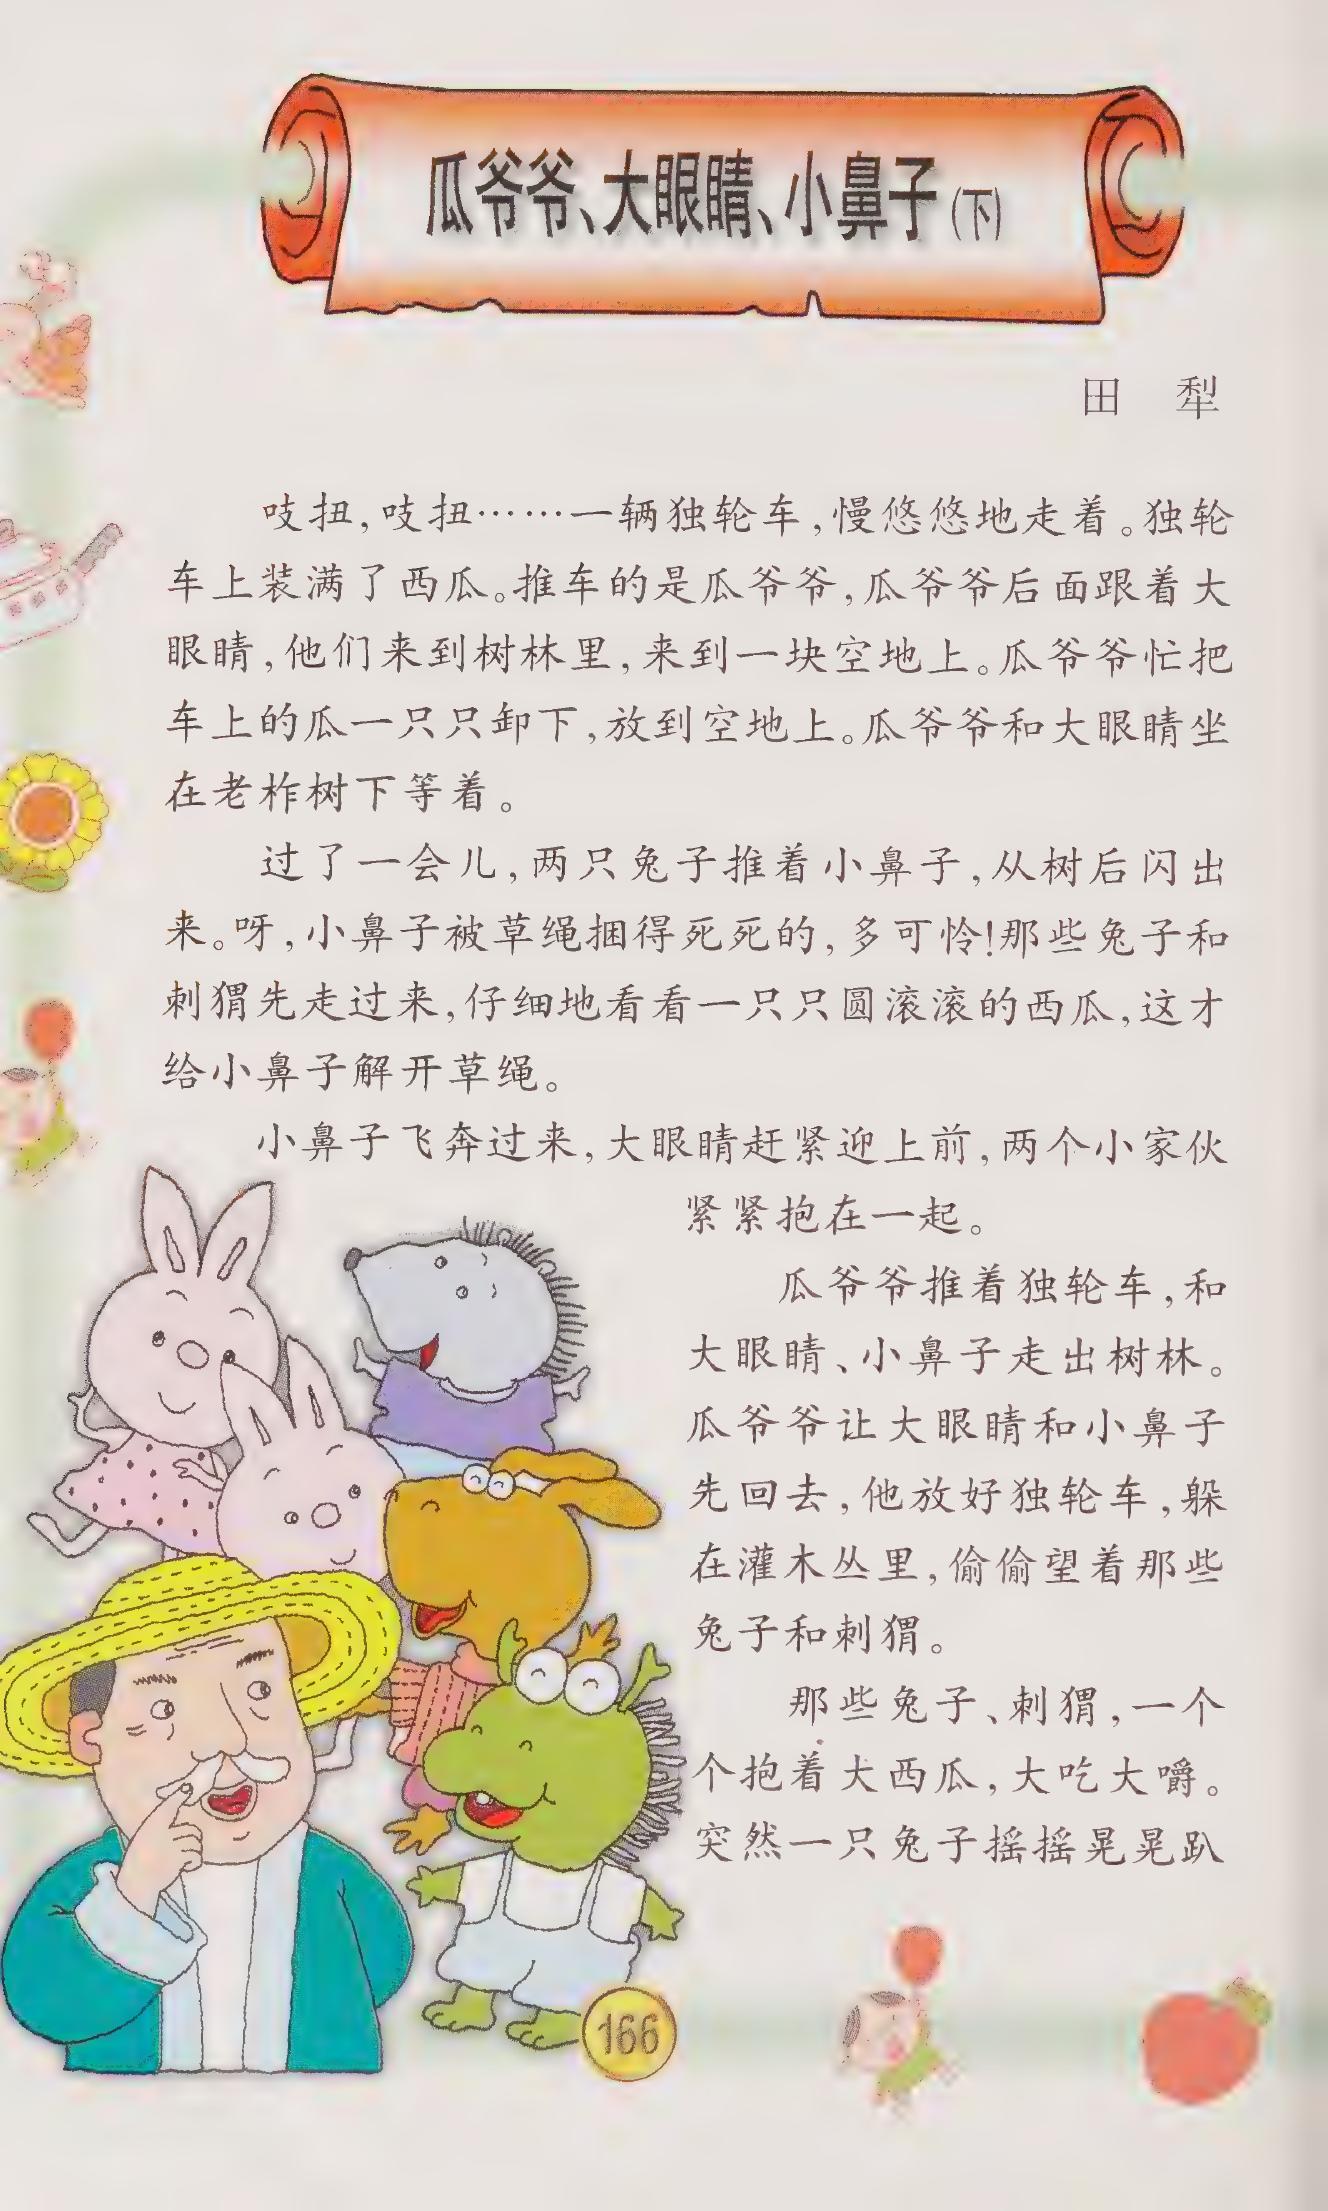 瓜爷爷、大眼睛、小鼻子(下)
田 犁
吱扭,吱扭……一辆独轮车,慢悠悠地走着。独轮
车上装满了西瓜。推车的是瓜爷爷,瓜爷爷后面跟着大
眼睛,他们来到树林里,来到一块空地上。瓜爷爷忙把
车上的瓜一只只卸下,放到空地上。瓜爷爷和大眼睛坐
在老柞树下等着。
过了一会儿,两只兔子推着小鼻子,从树后闪出
来。呀,小鼻子被草绳捆得死死的,多可怜!那些兔子和
刺猬先走过来,仔细地看看一只只圆滚滚的西瓜,这才
给小鼻子解开草绳。
小鼻子飞奔过来,大眼睛赶紧迎上前,两个小家伙
紧紧抱在一起。
瓜爷爷推着独轮车,和
大眼睛、小鼻子走出树林。
瓜爷爷让大眼睛和小鼻子
先回去,他放好独轮车,躲
在灌木丛里,偷偷望着那些
兔子和刺猬。
那些兔子、刺猬,一个
个抱着大西瓜,大吃大嚼。
突然一只兔子摇摇晃晃趴
166